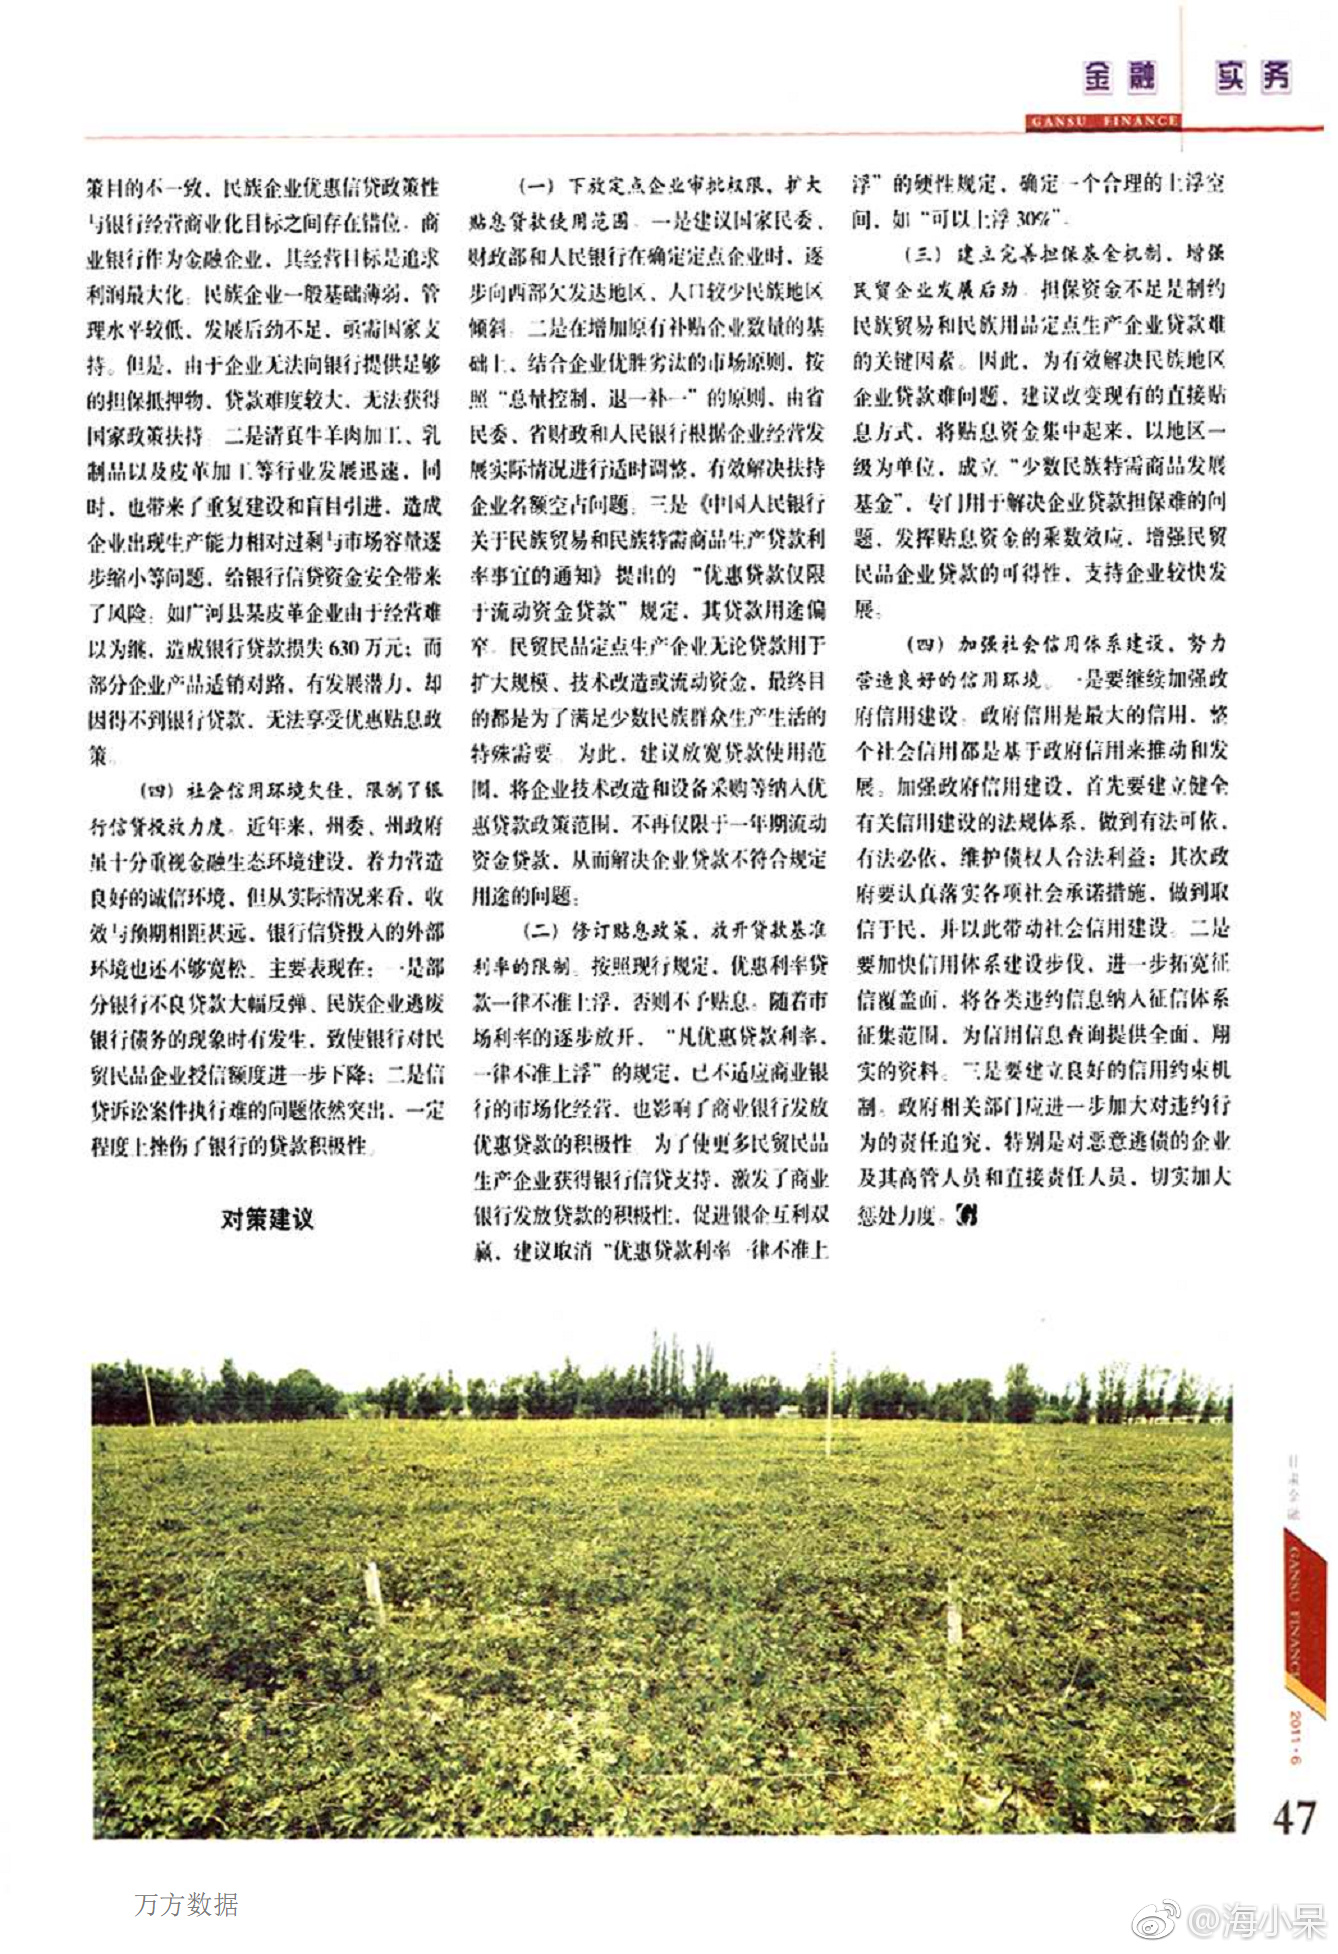 金融 实务
GANSU FINANCE
策目的不一致，民族企业优惠信贷政策性
与银行经营商业化目标之间存在错位。商
业银行作为金融企业，其经营目标是追求
利润最大化。民族企业一般基础薄弱，管
理水平较低，发展后劲不足，亟需国家支
持。但是，由于企业无法向银行提供足够
的担保抵押物，贷款难度较大，无法获得
国家政策扶持。二是清真牛羊肉加工、乳
制品以及皮革加工等行业发展迅速，同
时，也带来了重复建设和盲目引进，造成
企业出现生产能力相对过剩与市场容量逐
步缩小等问题，给银行信贷资金安全带来
了风险。如广河县某皮革企业由于经营难
以为继，造成银行贷款损失630万元；而
部分企业产品适销对路，有发展潜力，却
因得不到银行贷款，无法享受优惠贴息政
策。
（四）社会信用环境欠佳，限制了银
行信贷投放力度。近年来，州委、州政府
虽十分重视金融生态环境建设，着力营造
良好的诚信环境，但从实际情况来看，收
效与预期相距甚远，银行信贷投入的外部
环境也还不够宽松。主要表现在：一是部
分银行不良贷款大幅反弹、民族企业逃废
银行债务的现象时有发生，致使银行对民
贸民品企业授信额度进一步下降；二是信
贷诉讼案件执行难的问题依然突出，一定
程度上挫伤了银行的贷款积极性。
对策建议
（一）下放定点企业审批权限，扩大
贴息贷款使用范围。一是建议国家民委、
财政部和人民银行在确定定点企业时，逐
步向西部欠发达地区、人口较少民族地区
倾斜。二是在增加原有补贴企业数量的基
础上，结合企业优胜劣汰的市场原则，按
照“总量控制，退一补一”的原则，由省
民委、省财政和人民银行根据企业经营发
展实际情况进行适时调整，有效解决扶持
企业名额空占问题。三是《中国人民银行
关于民族贸易和民族特需商品生产贷款利
率事宜的通知》提出的“优惠贷款仅限
于流动资金贷款”规定，其贷款用途偏
窄。民贸民品定点生产企业无论贷款用于
扩大规模、技术改造或流动资金，最终目
的都是为了满足少数民族群众生产生活的
特殊需要。为此，建议放宽贷款使用范
围，将企业技术改造和设备采购等纳入优
惠贷款政策范围，不再仅限于一年期流动
资金贷款，从而解决企业贷款不符合规定
用途的问题。
（二）修订贴息政策，放开贷款基准
利率的限制。按照现行规定，优惠利率贷
款一律不准上浮，否则不予贴息。随着市
场利率的逐步放开，“凡优惠贷款利率，
一律不准上浮”的规定，已不适应商业银
行的市场化经营，也影响了商业银行发放
优惠贷款的积极性。为了使更多民贸民品
生产企业获得银行信贷支持，激发了商业
银行发放贷款的积极性，促进银企互利双
赢，建议取消“优惠贷款利率一律不准上
浮”的硬性规定，确定一个合理的上浮空
间，如“可以上浮30%”。
（三）建立完善担保基金机制，增强
民贸企业发展后劲。担保资金不足是制约
民族贸易和民族用品定点生产企业贷款难
的关键因素。因此，为有效解决民族地区
企业贷款难问题，建议改变现有的直接贴
息方式，将贴息资金集中起来，以地区一
级为单位，成立“少数民族特需商品发展
基金”，专门用于解决企业贷款担保难的问
题，发挥贴息资金的乘数效应，增强民贸
民品企业贷款的可得性，支持企业较快发
展。
（四）加强社会信用体系建设，努力
营造良好的信用环境。一是要继续加强政
府信用建设。政府信用是最大的信用，整
个社会信用都是基于政府信用来推动和发
展。加强政府信用建设，首先要建立健全
有关信用建设的法规体系，做到有法可依，
有法必依，维护债权人合法利益；其次政
府要认真落实各项社会承诺措施，做到取
信于民，并以此带动社会信用建设。二是
要加快信用体系建设步伐，进一步拓宽征
信覆盖面，将各类违约信息纳入征信体系
征集范围，为信用信息查询提供全面、翔
实的资料。三是要建立良好的信用约束机
制。政府相关部门应进一步加大对违约行
为的责任追究，特别是对恶意逃债的企业
及其高管人员和直接责任人员，切实加大
惩处力度。G
甘肃金融
GANSU FINANCE
2011·6
47
万方数据
@海小呆